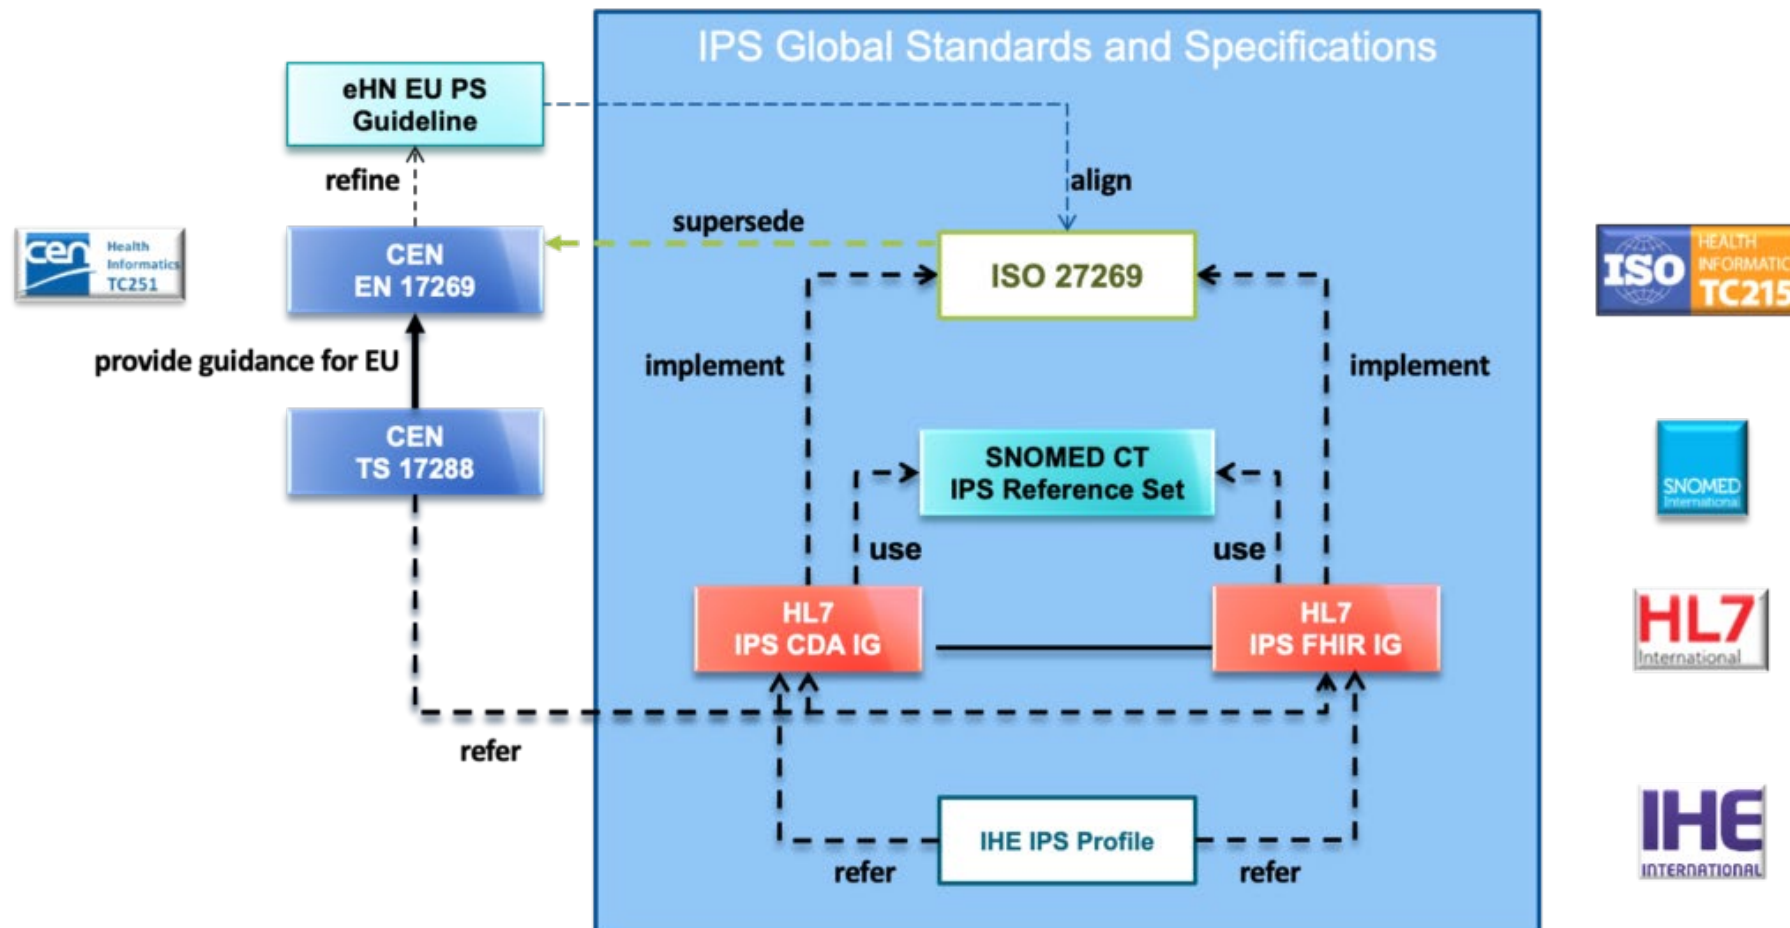 IPS Global Standards and Specifications
eHN EU PS
Guideline
refine
align
supersede
cen
Health
Informatics
TC251
CEN
EN 17269
ISO 27269
ISO
HEALTH
INFORMATIC
TC215
provide guidance for EU
implement
implement
CEN
TS 17288
SNOMED CT
IPS Reference Set
SNOMED
International
use
use
HL7
IPS CDA IG
HL7
IPS FHIR IG
HL7
International
refer
IHE IPS Profile
refer
refer
IHE
INTERNATIONAL